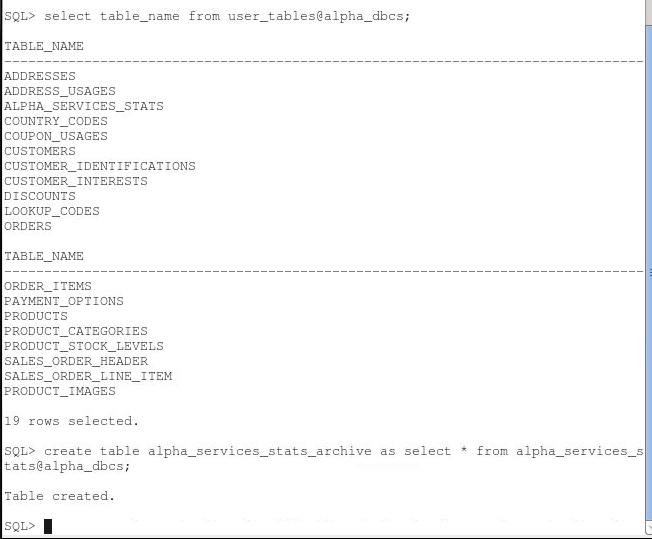 SQL> select table_name from user_tables@alpha_dbcs;
TABLE_NAME
--------------------------------------------------------------------------------
ADDRESSES
ADDRESS_USAGES
ALPHA_SERVICES_STATS
COUNTRY_CODES
COUPON_USAGES
CUSTOMERS
CUSTOMER_IDENTIFICATIONS
CUSTOMER_INTERESTS
DISCOUNTS
LOOKUP_CODES
ORDERS
TABLE_NAME
--------------------------------------------------------------------------------
ORDER_ITEMS
PAYMENT_OPTIONS
PRODUCTS
PRODUCT_CATEGORIES
PRODUCT_STOCK_LEVELS
SALES_ORDER_HEADER
SALES_ORDER_LINE_ITEM
PRODUCT_IMAGES
19 rows selected.
SQL> create table alpha_services_stats_archive as select * from alpha_services_s
tats@alpha_dbcs;
Table created.
SQL>